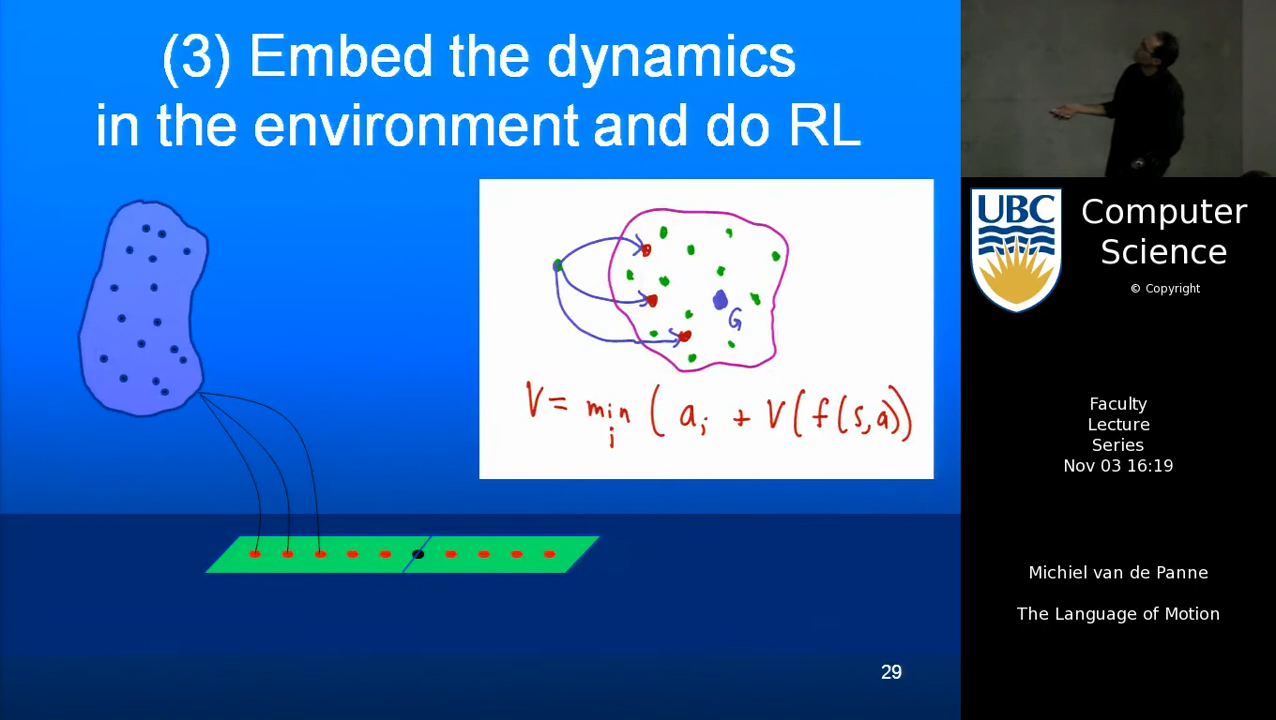 (3) Embed the dynamics
in the environment and do RL
G
V = min ( a_i + V(f(s,a))
i
29
UBC
Computer
Science
© Copyright
Faculty
Lecture
Series
Nov 03 16:19
Michiel van de Panne
The Language of Motion